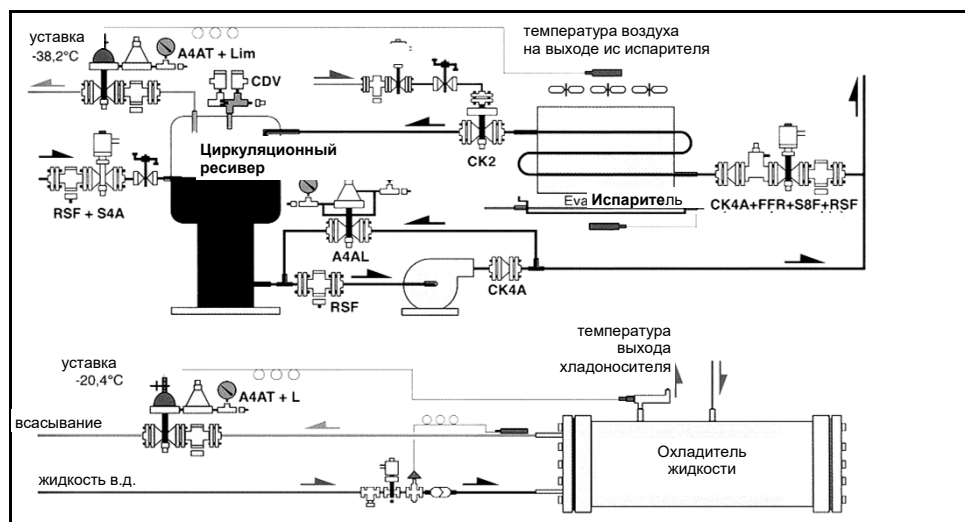 уставка
-38,2°C
A4AT + Lim
CDV
температура воздуха
на выходе ис испарителя
Циркуляционный
ресивер
CK2
RSF + S4A
A4AL
Eva Испаритель
CK4A+FFR+S8F+RSF
RSF
CK4A
уставка
-20,4°C
A4AT + L
температура
выхода
хладоносителя
всасывание
Охладитель
жидкости
жидкость в.д.